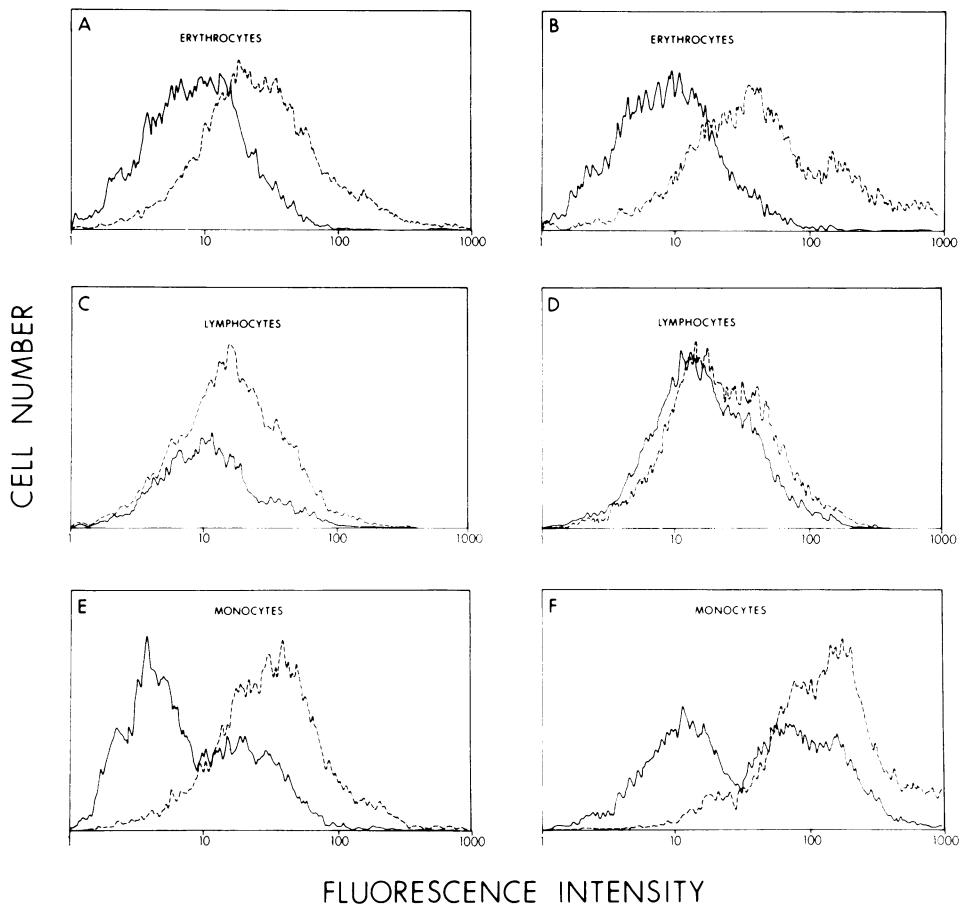 A
ERYTHROCYTES
1 10 100 1000
B
ERYTHROCYTES
1 10 100 1000
C
LYMPHOCYTES
1 10 100 1000
D
LYMPHOCYTES
1 10 100 1000
E
MONOCYTES
1 10 100 1000
F
MONOCYTES
1 10 100 1000
CELL NUMBER
FLUORESCENCE INTENSITY